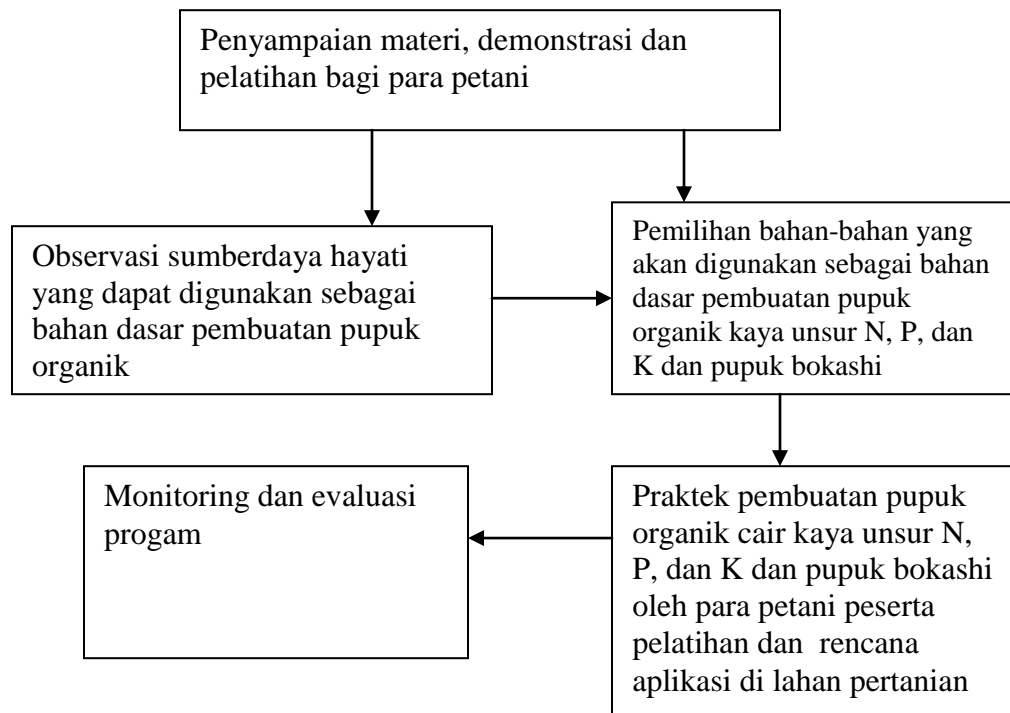 Penyampaian materi, demonstrasi dan
pelatihan bagi para petani
Observasi sumberdaya hayati
yang dapat digunakan sebagai
bahan dasar pembuatan pupuk
organik
Pemilihan bahan-bahan yang
akan digunakan sebagai bahan
dasar pembuatan pupuk
organik kaya unsur N, P, dan
K dan pupuk bokashi
Monitoring dan evaluasi
progam
Praktek pembuatan pupuk
organik cair kaya unsur N,
P, dan K dan pupuk bokashi
oleh para petani peserta
pelatihan dan rencana
aplikasi di lahan pertanian